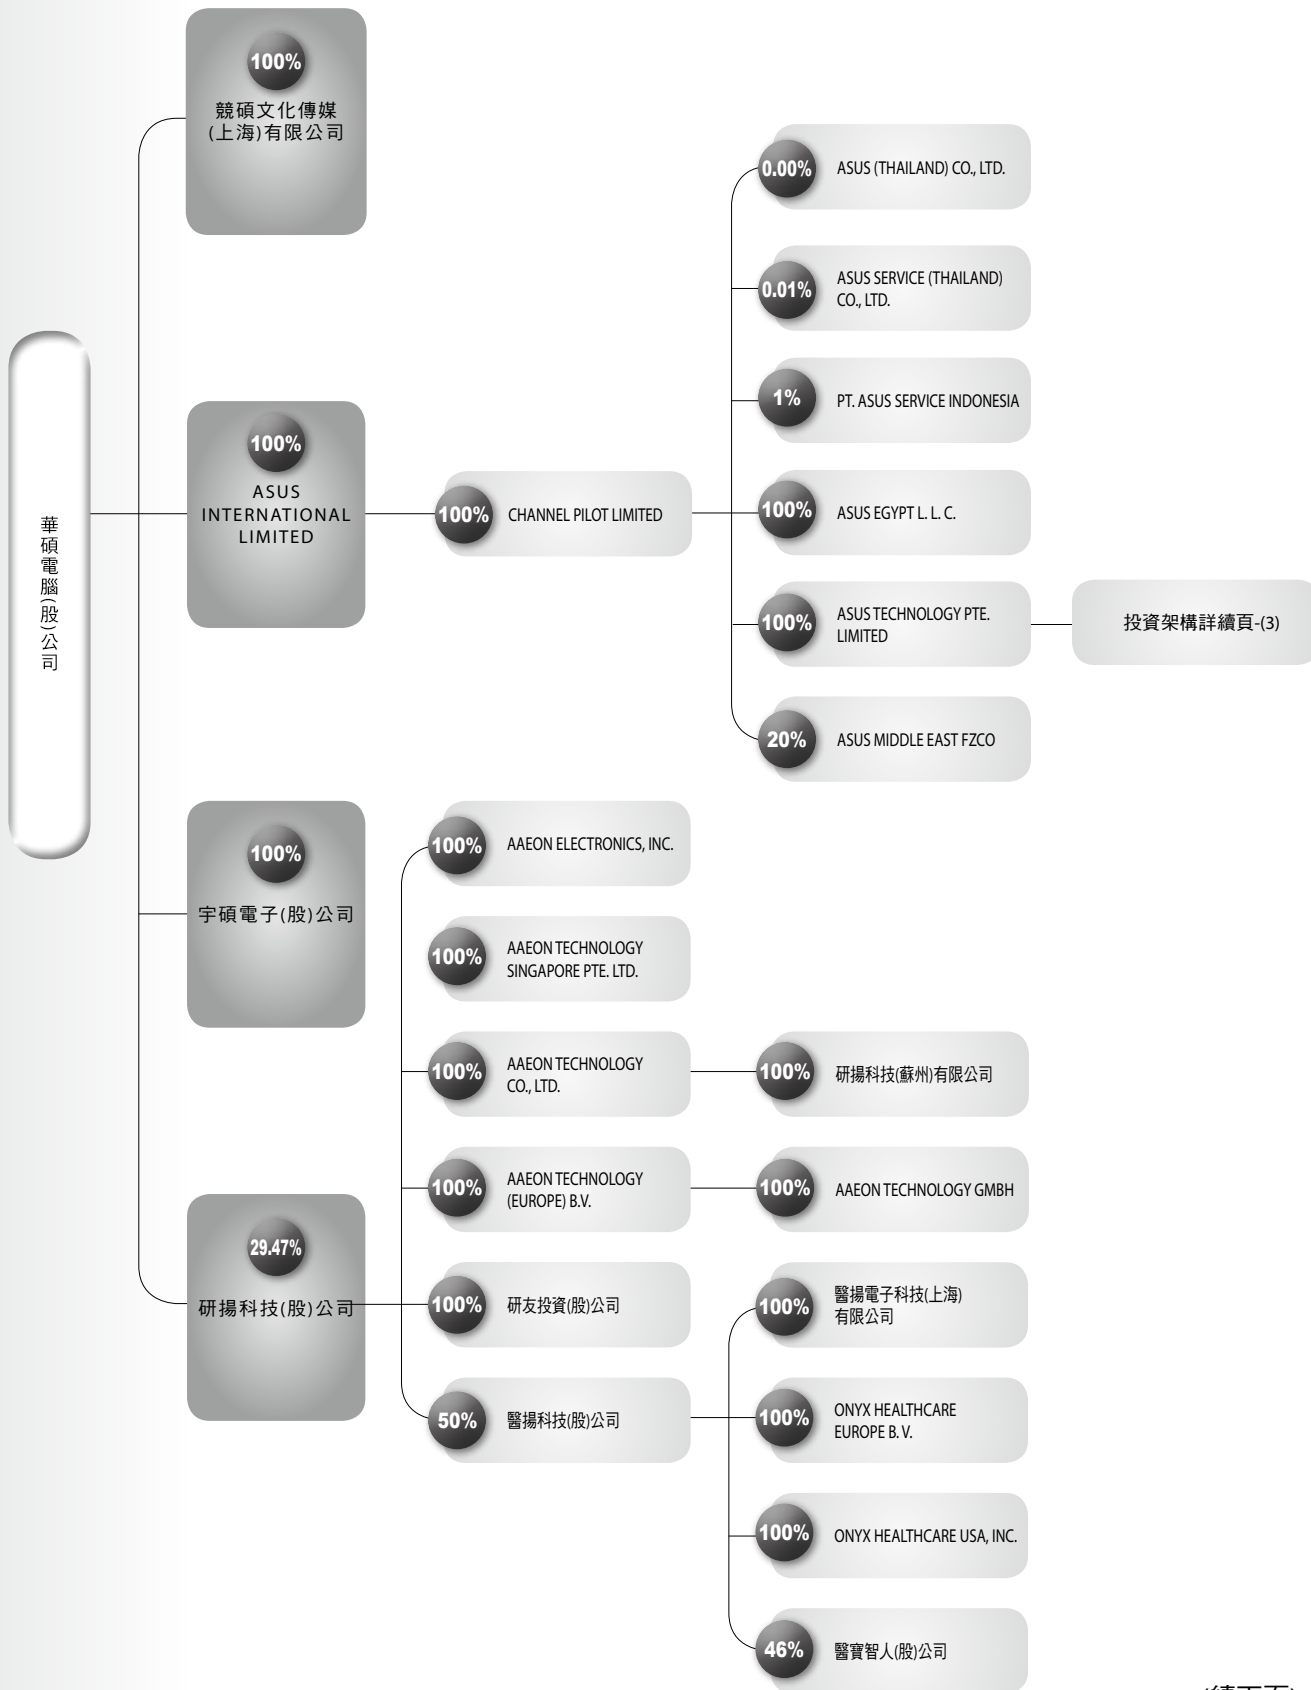 華碩電腦(股)公司
100%
競碩文化傳媒
(上海)有限公司
100%
ASUS
INTERNATIONAL
LIMITED
100%
CHANNEL PILOT LIMITED
0.00%
ASUS (THAILAND) CO., LTD.
0.01%
ASUS SERVICE (THAILAND)
CO., LTD.
1%
PT. ASUS SERVICE INDONESIA
100%
ASUS EGYPT L. L. C.
100%
ASUS TECHNOLOGY PTE.
LIMITED
投資架構詳續頁-(3)
20%
ASUS MIDDLE EAST FZCO
100%
宇碩電子(股)公司
29.47%
研揚科技(股)公司
100%
AAEON ELECTRONICS, INC.
100%
AAEON TECHNOLOGY
SINGAPORE PTE. LTD.
100%
AAEON TECHNOLOGY
CO., LTD.
100%
研揚科技(蘇州)有限公司
100%
AAEON TECHNOLOGY
(EUROPE) B.V.
100%
AAEON TECHNOLOGY GMBH
100%
研友投資(股)公司
50%
醫揚科技(股)公司
100%
醫揚電子科技(上海)
有限公司
100%
ONYX HEALTHCARE
EUROPE B. V.
100%
ONYX HEALTHCARE USA, INC.
46%
醫寶智人(股)公司